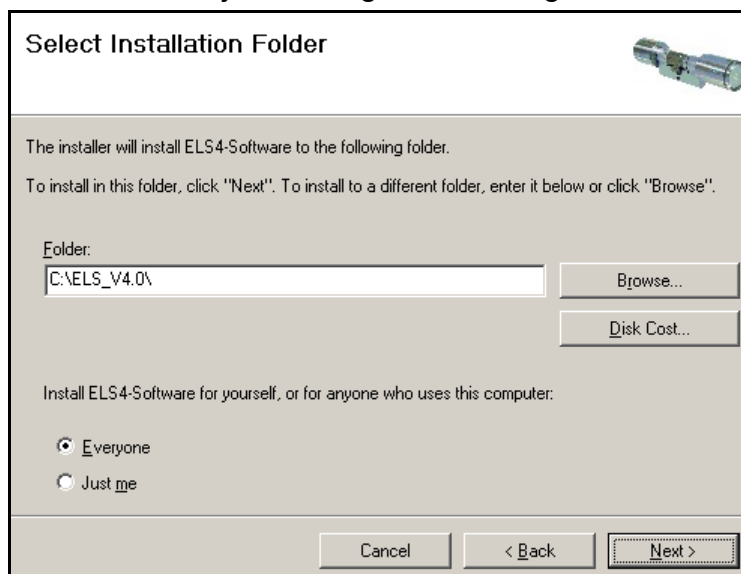 Select Installation Folder
The installer will install ELS4-Software to the following folder.
To install in this folder, click "Next". To install to a different folder, enter it below or click "Browse".
Folder:
C:\ELS_V4.0\
Browse...
Disk Cost...
Install ELS4-Software for yourself, or for anyone who uses this computer:
Everyone
Just me
Cancel
< Back
Next >